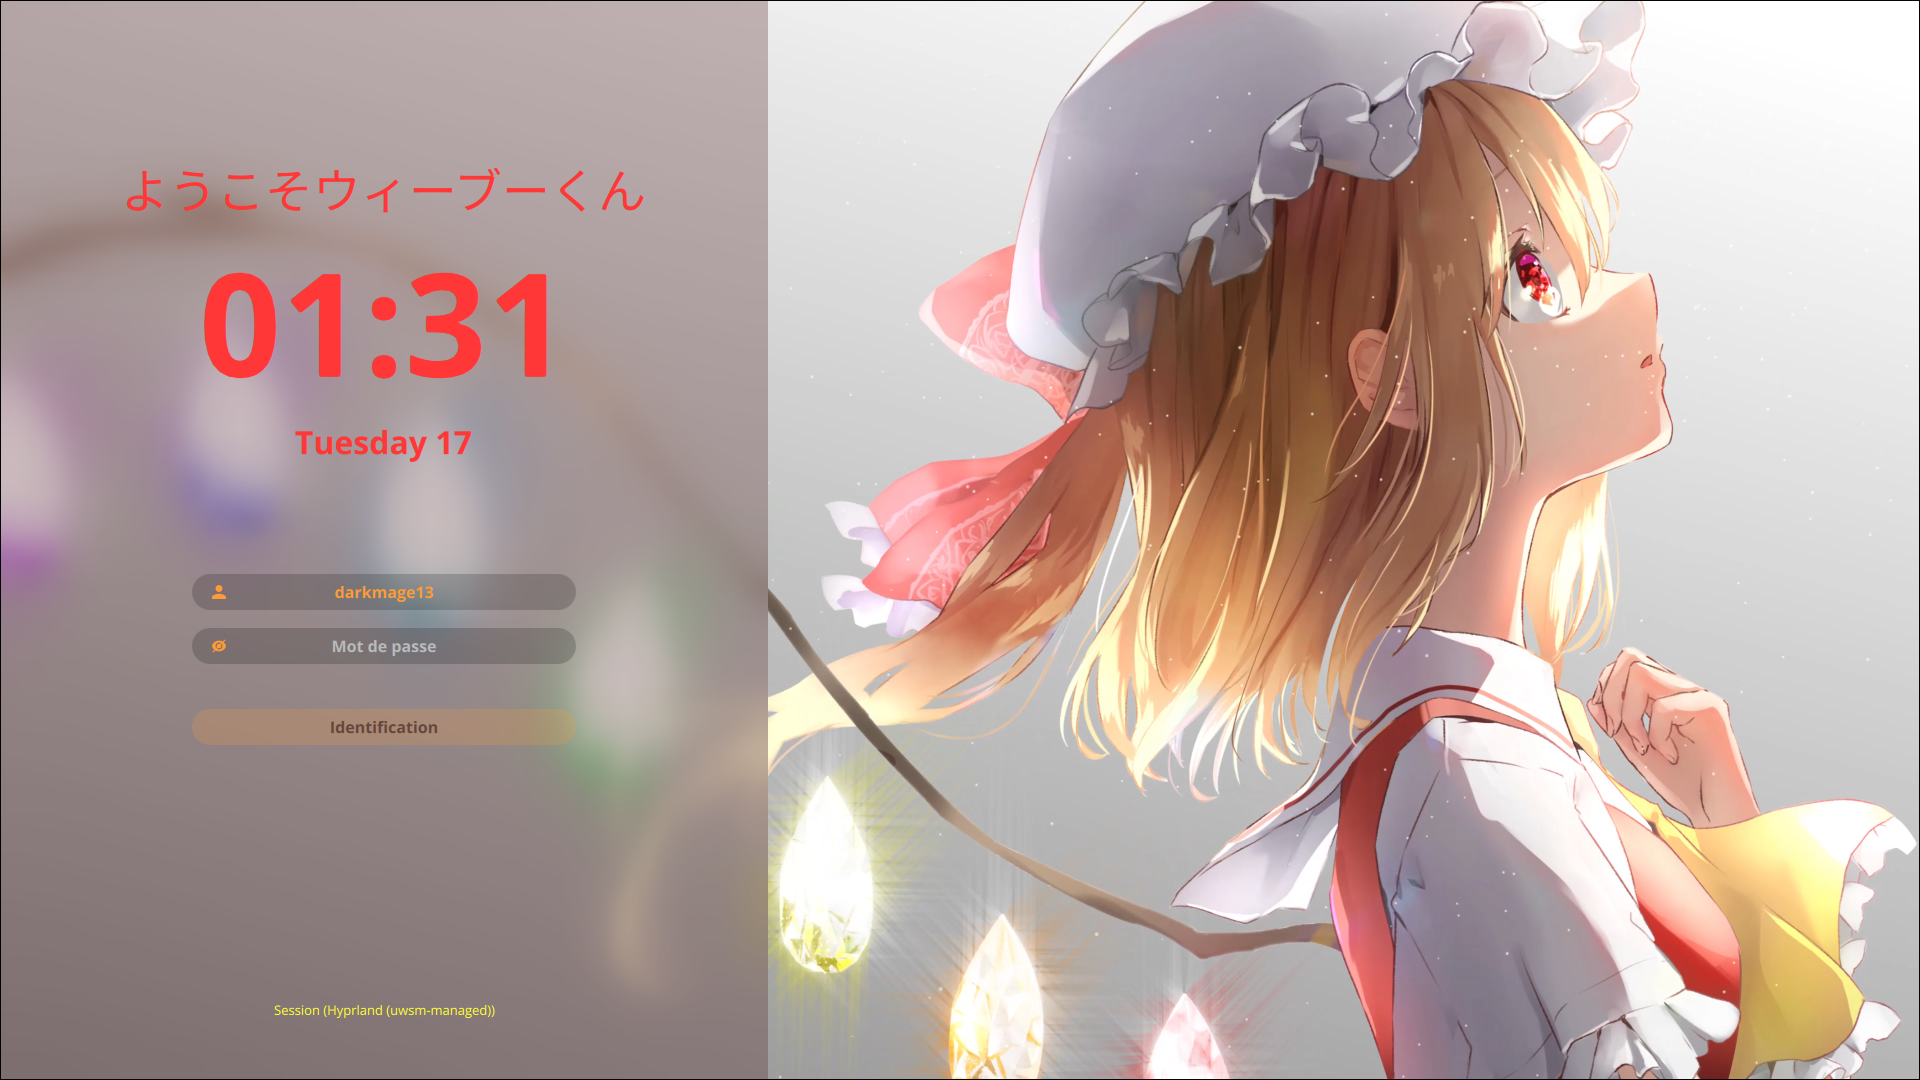 ようこそウィーブーくん
01:31
Tuesday 17
darkmage13
Mot de passe
Identification
Session (Hyprland (uwsm-managed))